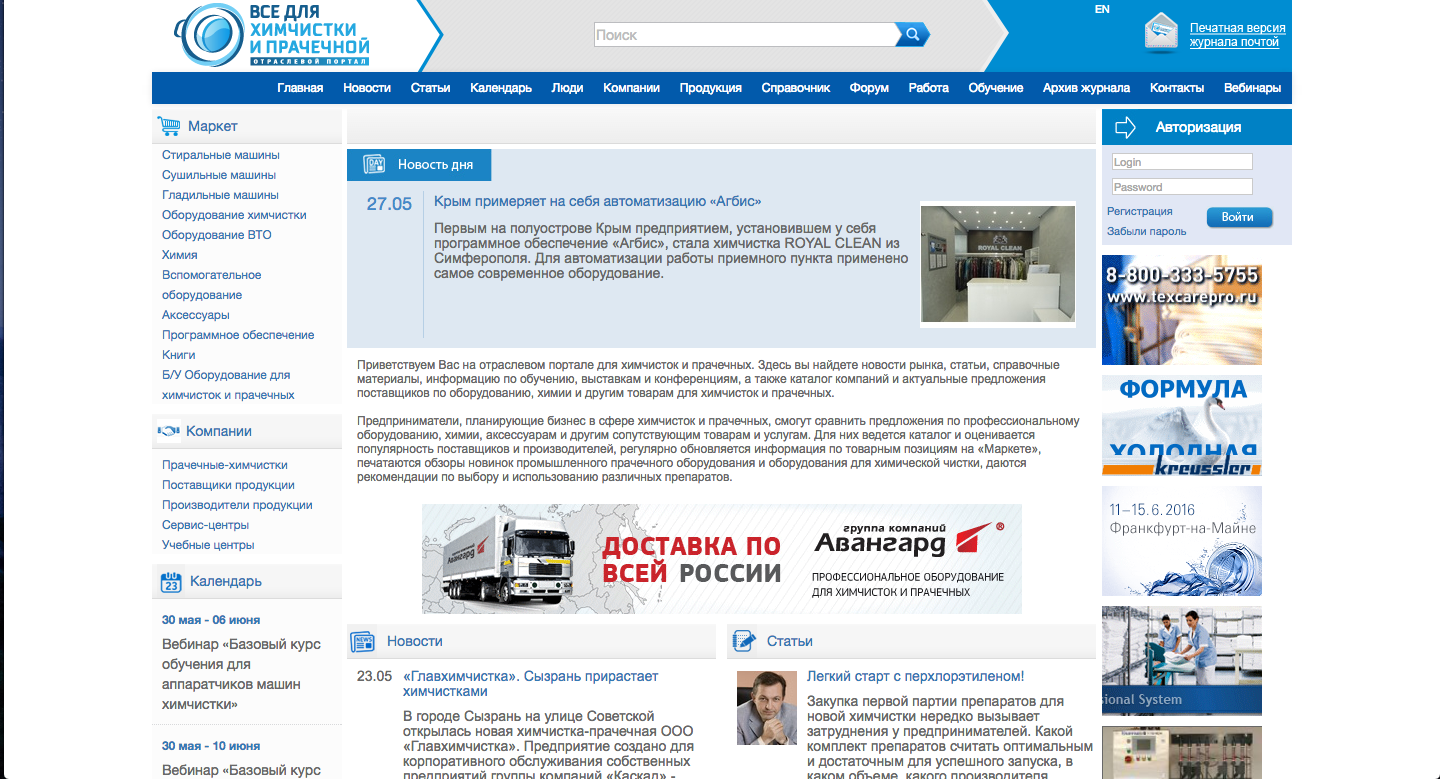 ВСЕ ДЛЯ
ХИМЧИСТКИ
И ПРАЧЕЧНОЙ
ОТРАСЛЕВОЙ ПОРТАЛ
Поиск
EN
Печатная версия
журнала почтой
Главная Новости Статьи Календарь Люди Компании Продукция Справочник Форум Работа Обучение Архив журнала Контакты Вебинары
Маркет
Стиральные машины
Сушильные машины
Гладильные машины
Оборудование химчистки
Оборудование ВТО
Химия
Вспомогательное
оборудование
Аксессуары
Программное обеспечение
Книги
Б/У Оборудование для
химчисток и прачечных
Компании
Прачечные-химчистки
Поставщики продукции
Производители продукции
Сервис-центры
Учебные центры
23
Календарь
30 мая - 06 июня
Вебинар «Базовый курс
обучения для
аппаратчиков машин
химчистки»
30 мая - 10 июня
Вебинар «Базовый курс
DAY
Новость дня
27.05
Крым примеряет на себя автоматизацию «Агбис»
Первым на полуострове Крым предприятием, установившем у себя
программное обеспечение «Агбис», стала химчистка ROYAL CLEAN из
Симферополя. Для автоматизации работы приемного пункта применено
самое современное оборудование.
ROYAL CLEAN
Приветствуем Вас на отраслевом портале для химчисток и прачечных. Здесь вы найдете новости рынка, статьи, справочные
материалы, информацию по обучению, выставкам и конференциям, а также каталог компаний и актуальные предложения
поставщиков по оборудованию, химии и другим товарам для химчисток и прачечных.
Предприниматели, планирующие бизнес в сфере химчисток и прачечных, смогут сравнить предложения по профессиональному
оборудованию, химии, аксессуарам и другим сопутствующим товарам и услугам. Для них ведется каталог и оценивается
популярность поставщиков и производителей, регулярно обновляется информация по товарным позициям на «Маркете»,
печатаются обзоры новинок промышленного прачечного оборудования и оборудования для химической чистки, даются
рекомендации по выбору и использованию различных препаратов.
Авангард
ДОСТАВКА ПО
ВСЕЙ РОССИИ
группа компаний
Авангард ®
ПРОФЕССИОНАЛЬНОЕ ОБОРУДОВАНИЕ
ДЛЯ ХИМЧИСТОК И ПРАЧЕЧНЫХ
NEWS
Новости
23.05
«Главхимчистка». Сызрань прирастает
химчистками
В городе Сызрань на улице Советской
открылась новая химчистка-прачечная ООО
«Главхимчистка». Предприятие создано для
корпоративного обслуживания собственных
предприятий группы компаний «Каскад» -
Статьи
Легкий старт с перхлорэтиленом!
Закупка первой партии препаратов для
новой химчистки нередко вызывает
затруднения у предпринимателей. Какой
комплект препаратов считать оптимальным
и достаточным для успешного запуска, в
каком объеме, какого производителя
Авторизация
Login
Password
Регистрация
Забыли пароль
Войти
8-800-333-5755
www.texcarepro.ru
ФОРМУЛА
ХОЛОДНАЯ
kreussler
11–15.6.2016
Франкфурт-на-Майне
sional System